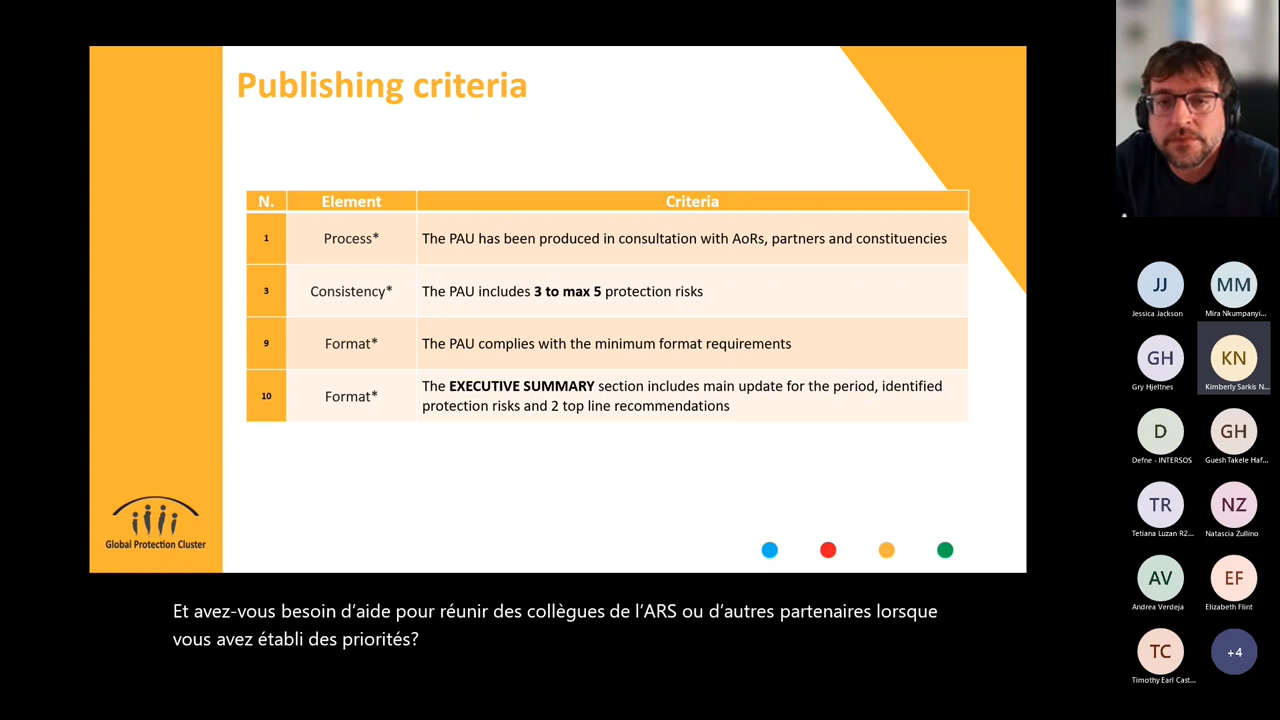 Publishing criteria
N. Element Criteria
1 Process* The PAU has been produced in consultation with AoRs, partners and constituencies
3 Consistency* The PAU includes 3 to max 5 protection risks
9 Format* The PAU complies with the minimum format requirements
10 Format* The EXECUTIVE SUMMARY section includes main update for the period, identified
protection risks and 2 top line recommendations
Global Protection Cluster
Et avez-vous besoin d'aide pour réunir des collègues de l'ARS ou d'autres partenaires lorsque
vous avez établi des priorités?
JJ MM
Jessica Jackson Mira Nkumpanyi...
GH KN
Gry Hjeltnes Kimberly Sarkis N...
D GH
Defne - INTERSOS Guesh Takele Haf...
TR NZ
Tetiana Luzan R2... Natascia Zullino
AV EF
Andrea Verdeja Elizabeth Flint
TC +4
Timothy Earl Cast...